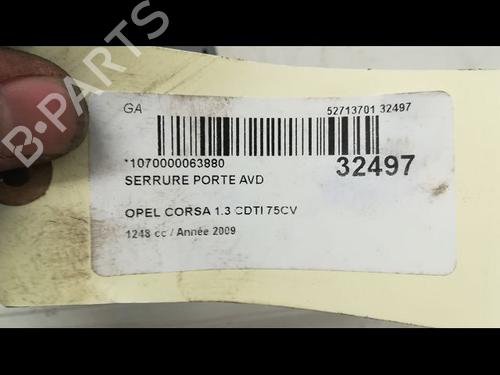 B-PARTS
GA
52713701 32497
*1070000063880
32497
SERRURE PORTE AVD
OPEL CORSA 1.3 CDTI 75CV
1248 cc / Année 2009